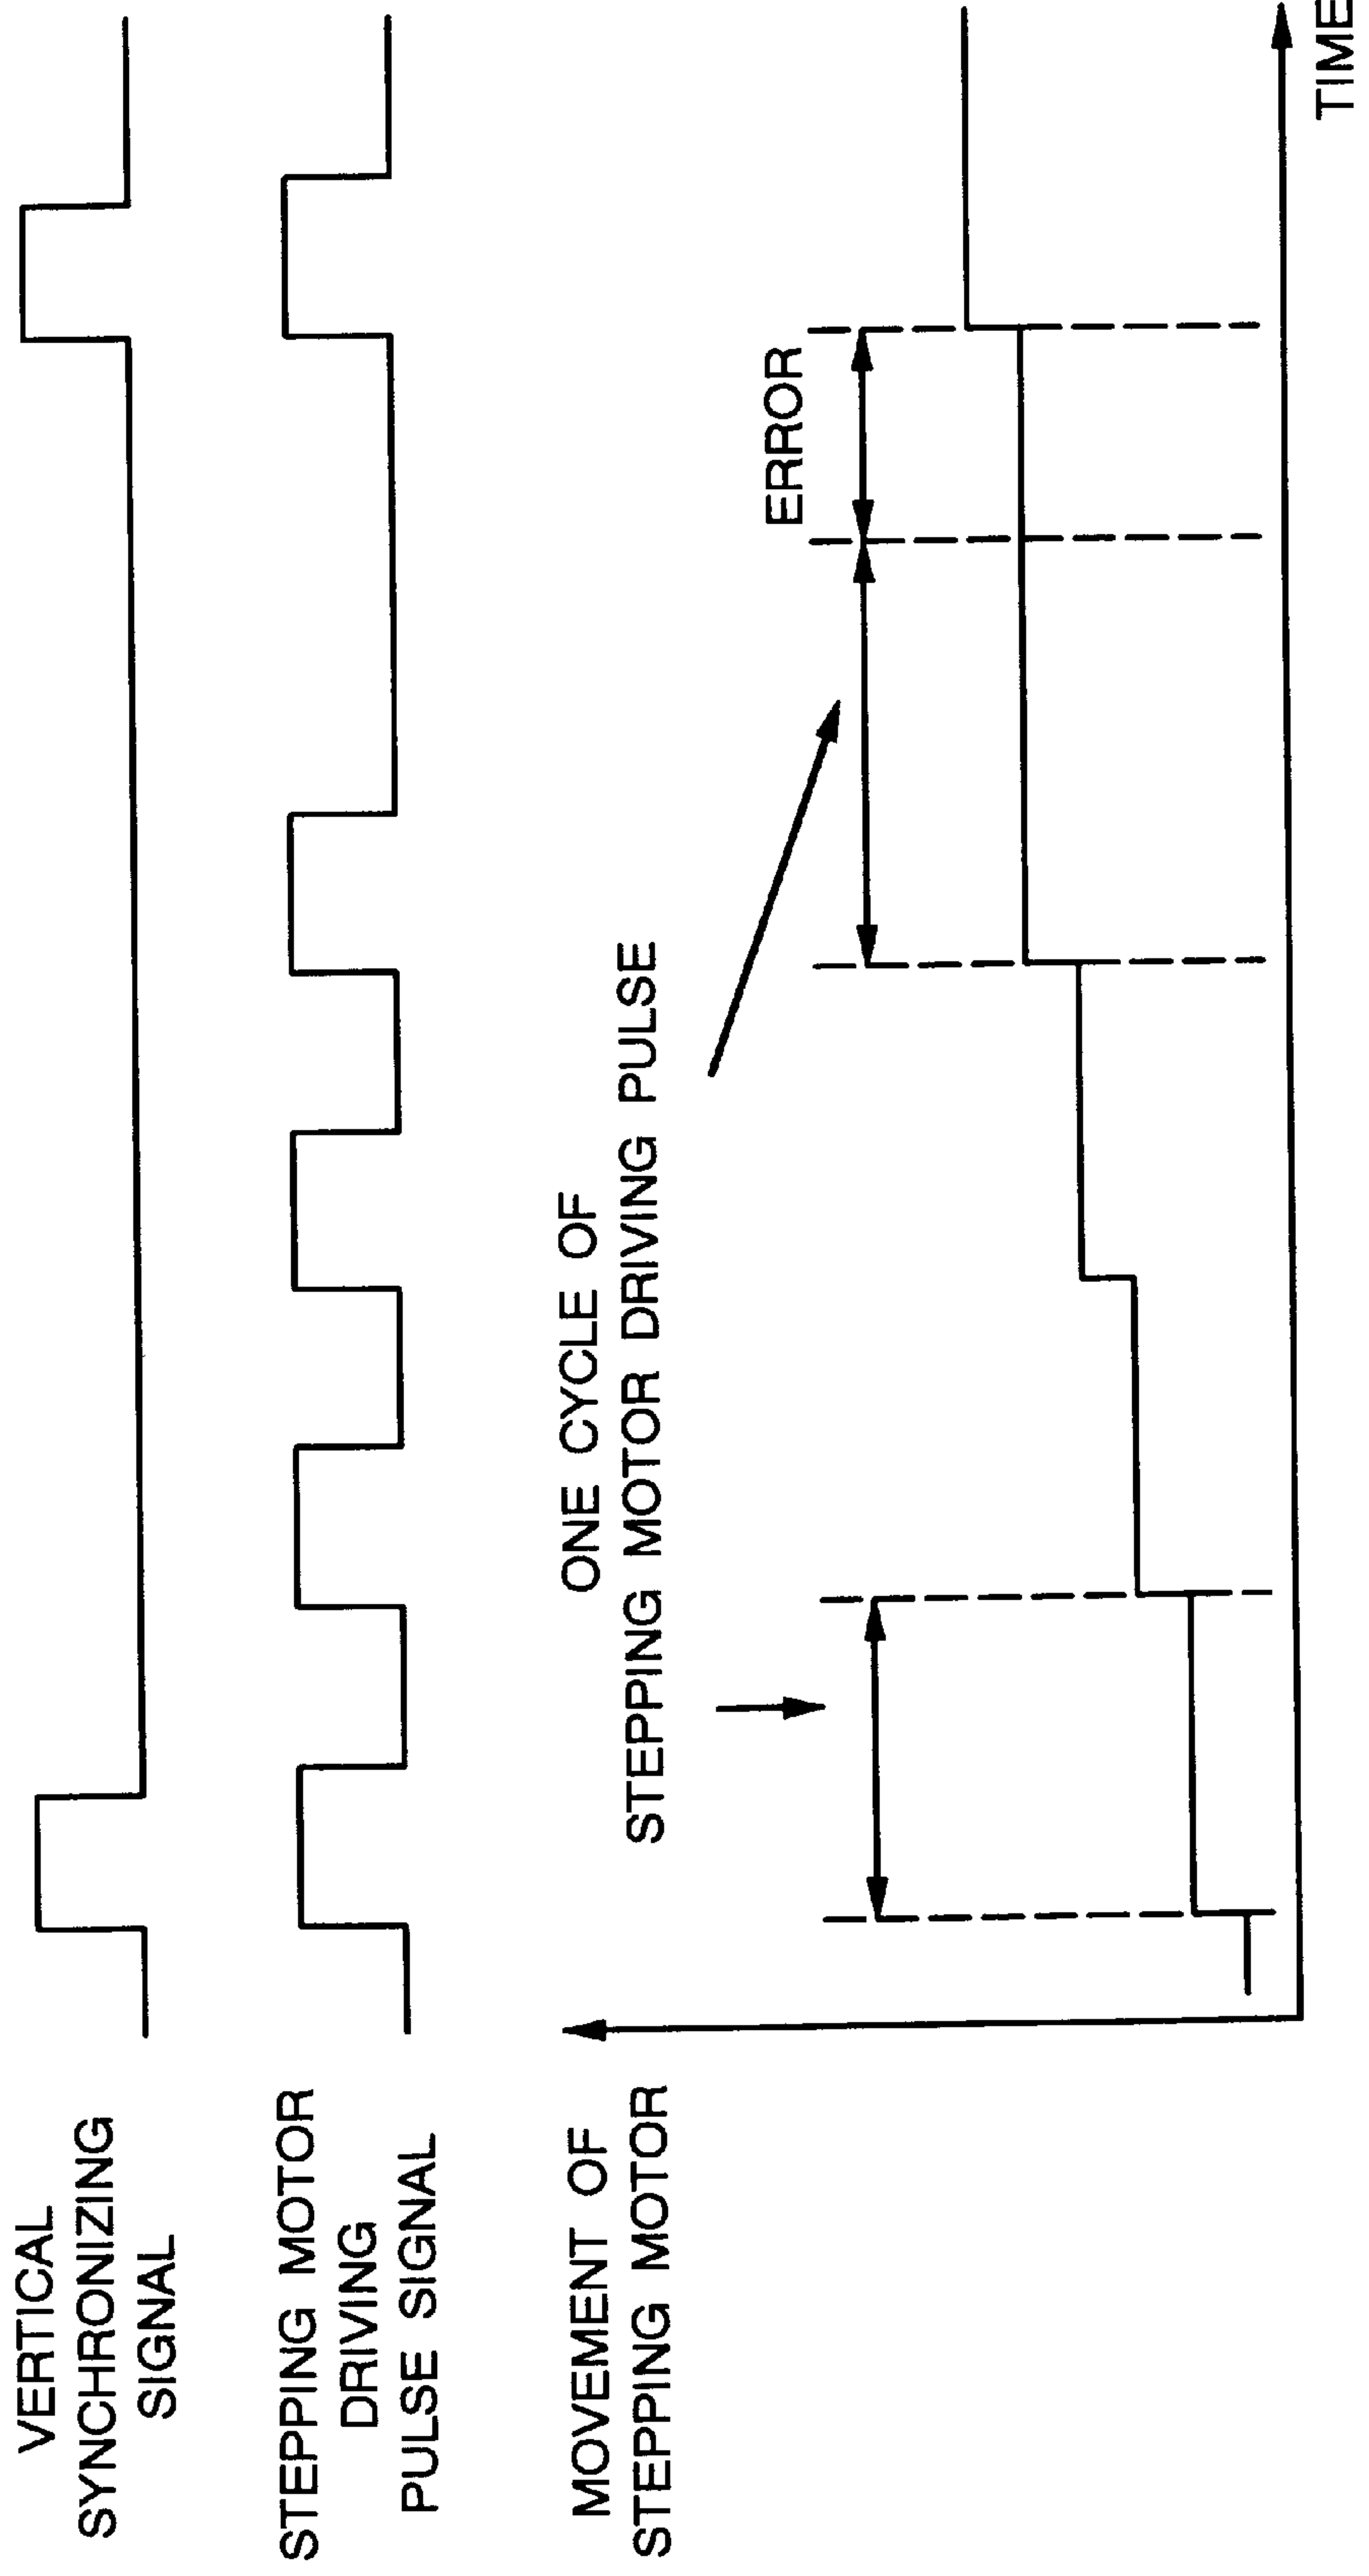 VERTICAL
SYNCHRONIZING
SIGNAL
STEPPING MOTOR
DRIVING
PULSE SIGNAL
MOVEMENT OF
STEPPING MOTOR
ONE CYCLE OF
STEPPING MOTOR DRIVING PULSE
ERROR
TIME